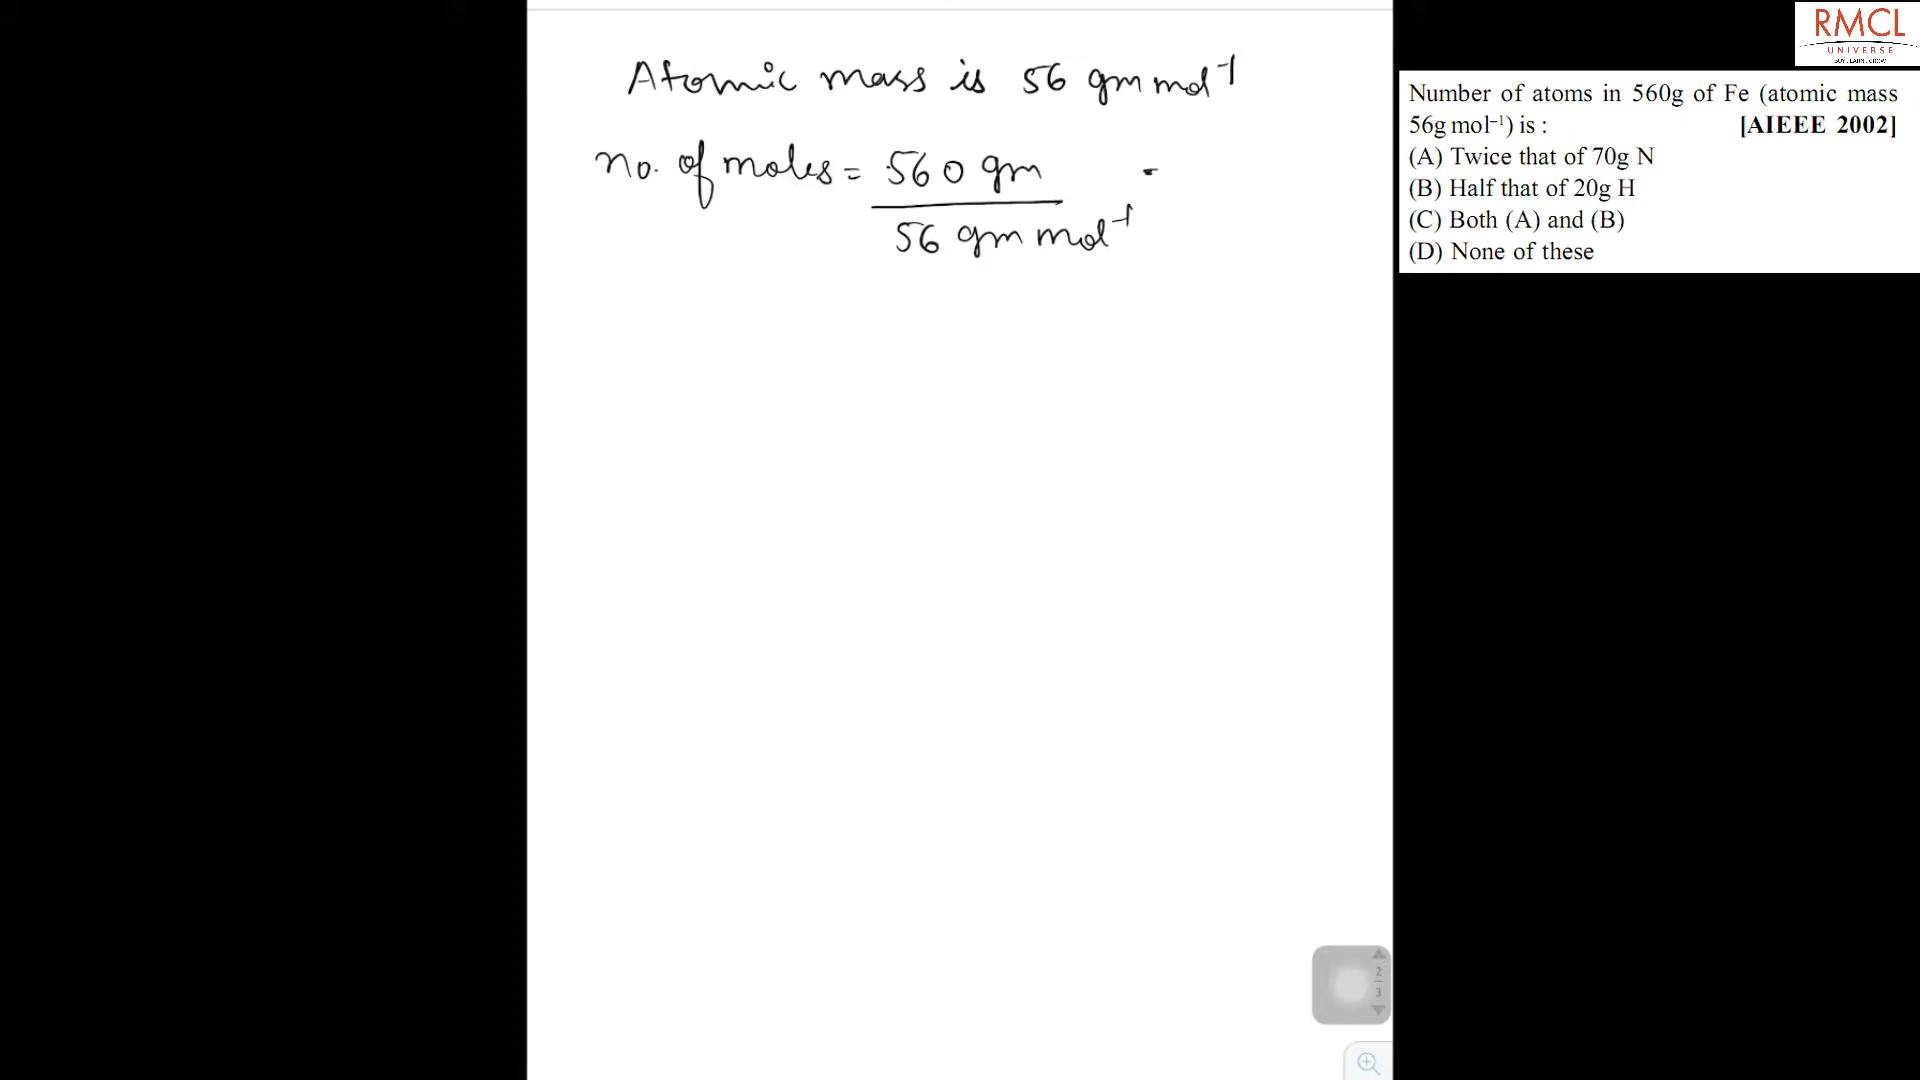 Atomic mass is 56 gm mol⁻¹
no. of moles = 560 gm =
56 gm mol⁻¹
RMCL
UNIVERSE
Number of atoms in 560g of Fe (atomic mass
56g mol⁻¹) is : [AIEEE 2002]
(A) Twice that of 70g N
(B) Half that of 20g H
(C) Both (A) and (B)
(D) None of these
2
3